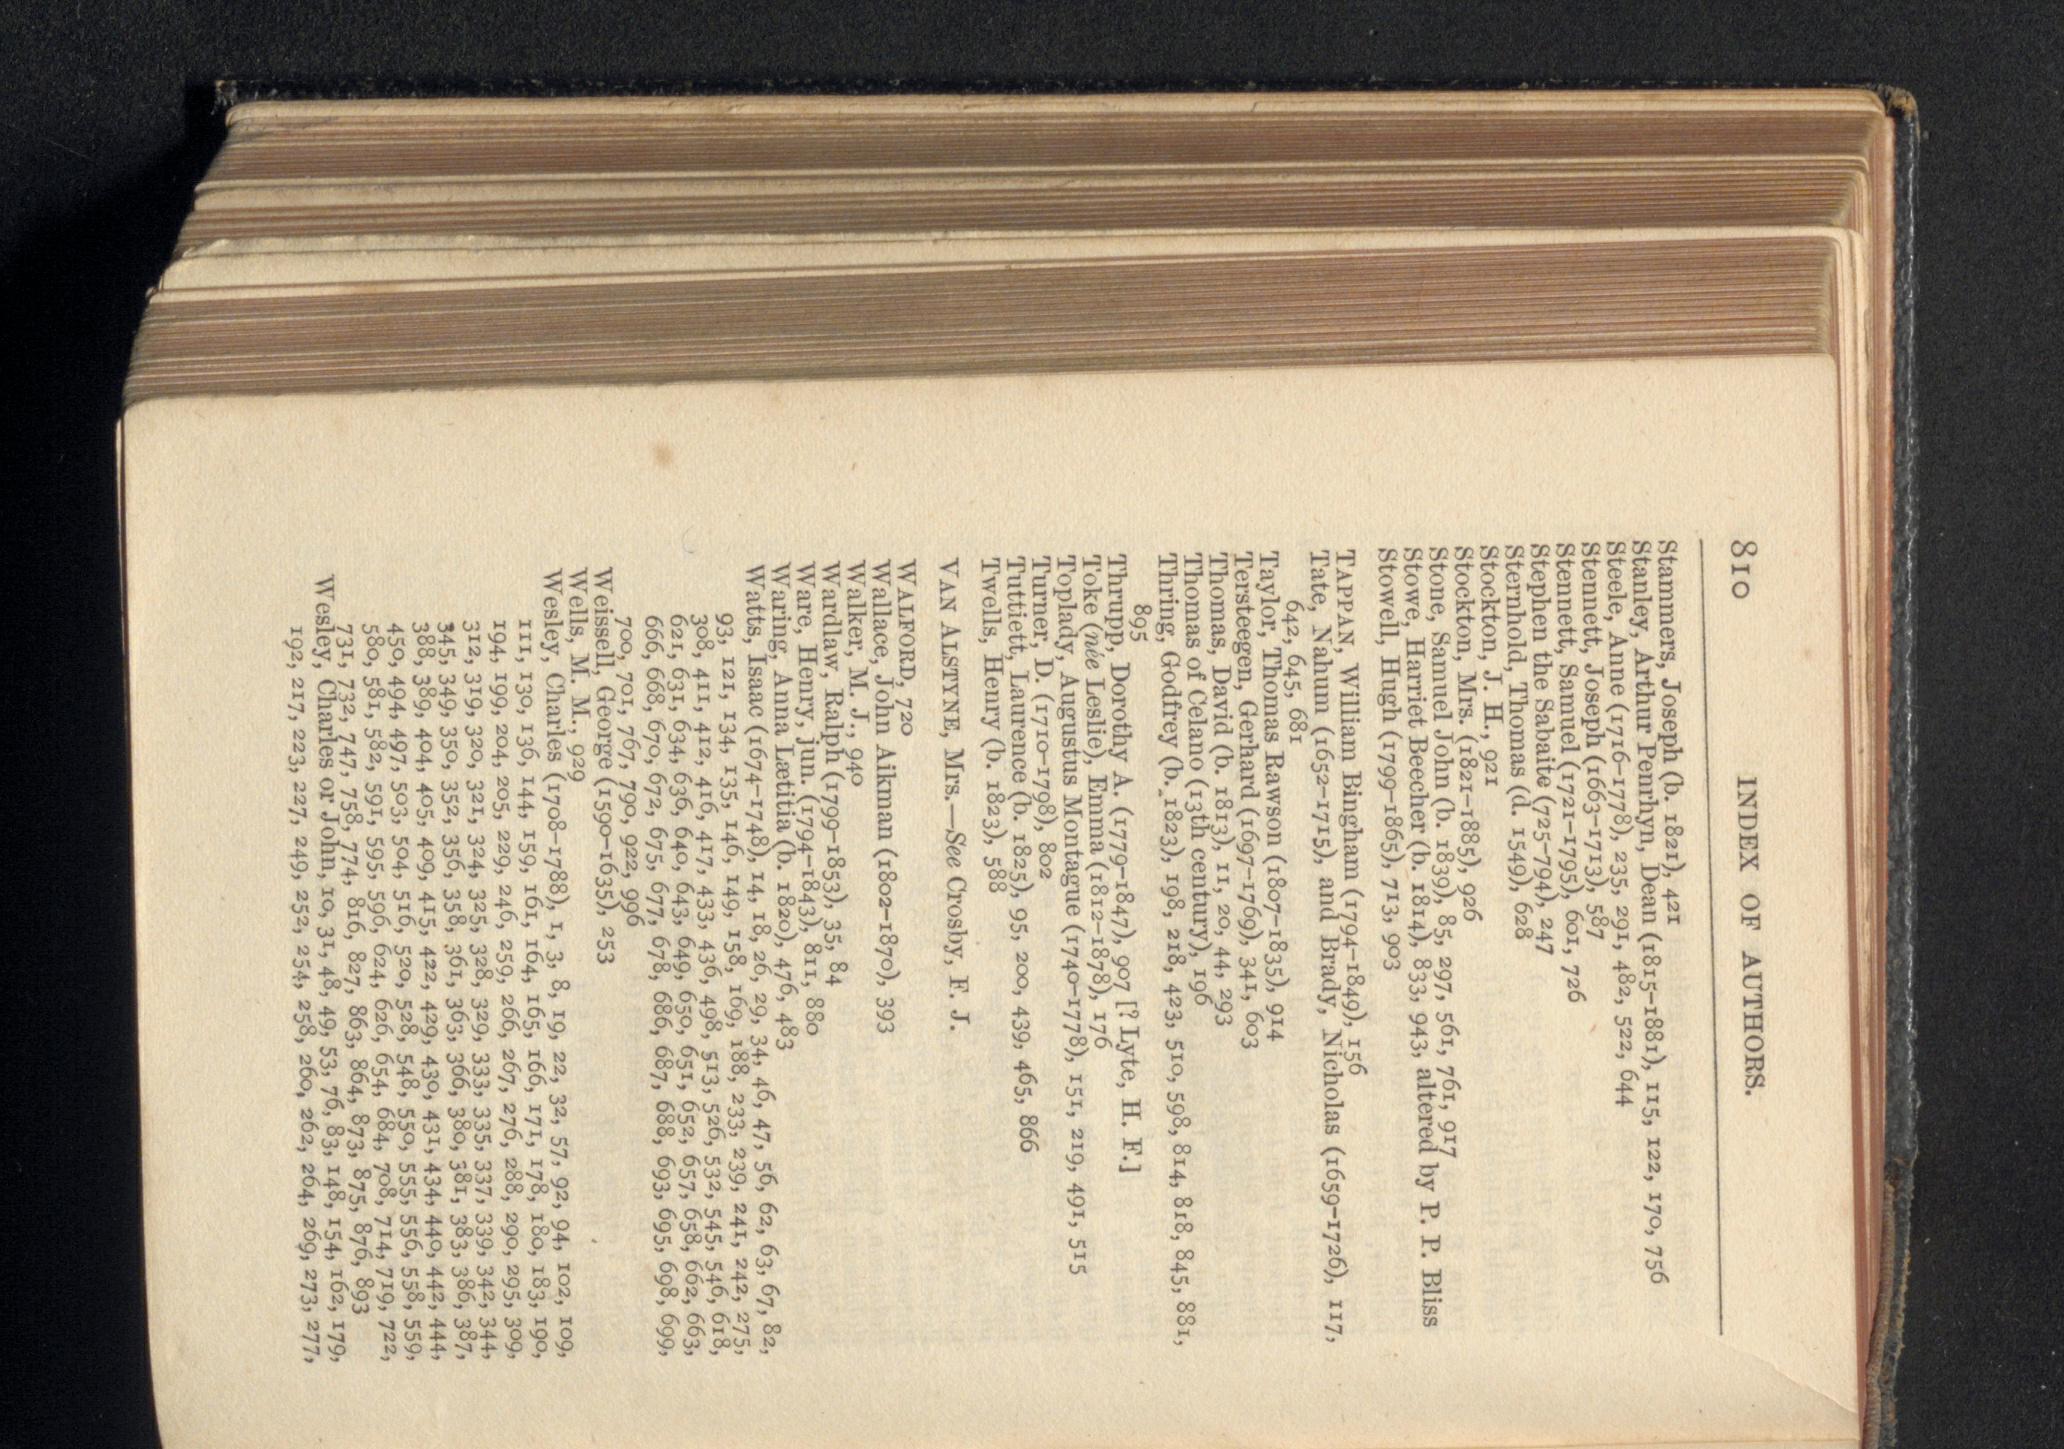 810 INDEX OF AUTHORS.
Stammers, Joseph (b. 1821), 421
Stanley, Arthur Penrhyn, Dean (1815-1881), 115, 122, 170, 756
Steele, Anne (1716-1778), 235, 291, 482, 522, 644
Stennett, Joseph (1663-1713), 587
Stennett, Samuel (1721-1795), 601, 726
Stephen the Sabaite (725-794), 247
Sternhold, Thomas (d. 1549), 628
Stockton, J. H., 921
Stockton, Mrs. (1821-1885), 926
Stone, Samuel John (b. 1839), 85, 297, 561, 761, 917
Stowe, Harriet Beecher (b. 1814), 833, 943, altered by P. P. Bliss
Stowell, Hugh (1799-1865), 713, 903
TAPPAN, William Bingham (1794-1849), 156
Tate, Nahum (1652-1715), and Brady, Nicholas (1659-1726), 117,
642, 645, 681
Taylor, Thomas Rawson (1807-1835), 914
Tersteegen, Gerhard (1697-1769), 341, 603
Thomas, David (b. 1813), 11, 20, 44, 293
Thomas of Celano (13th century), 196
Thring, Godfrey (b. 1823), 198, 218, 423, 510, 598, 814, 818, 845, 881,
895
Thrupp, Dorothy A. (1779-1847), 907 [? Lyte, H. F.]
Toke (née Leslie), Emma (1812-1878), 176
Toplady, Augustus Montague (1740-1778), 151, 219, 491, 515
Turner, D. (1710-1798), 802
Tuttiett, Laurence (b. 1825), 95, 200, 439, 465, 866
Twells, Henry (b. 1823), 588
VAN ALSTYNE, Mrs.—See Crosby, F. J.
WALFORD, 720
Wallace, John Aikman (1802-1870), 393
Walker, M. J., 940
Wardlaw, Ralph (1799-1853), 35, 84
Ware, Henry, jun. (1794-1843), 811, 880
Waring, Anna Lætitia (b. 1820), 476, 483
Watts, Isaac (1674-1748), 14, 18, 26, 29, 34, 46, 47, 56, 62, 63, 67, 82,
93, 121, 134, 135, 146, 149, 158, 169, 188, 233, 239, 241, 242, 275,
308, 411, 412, 416, 417, 433, 436, 498, 513, 526, 532, 545, 546, 618,
621, 631, 634, 636, 640, 643, 649, 650, 651, 652, 657, 658, 662, 663,
666, 668, 670, 672, 675, 677, 678, 686, 687, 688, 693, 695, 698, 699,
700, 701, 767, 790, 922, 996
Weissell, George (1590-1635), 253
Wells, M. M., 929
Wesley, Charles (1708-1788), 1, 3, 8, 19, 22, 32, 57, 92, 94, 102, 109,
111, 130, 136, 144, 159, 161, 164, 165, 166, 171, 178, 180, 183, 190,
194, 199, 204, 205, 229, 246, 259, 266, 267, 276, 288, 290, 295, 309,
312, 319, 320, 321, 324, 325, 328, 329, 333, 335, 337, 339, 342, 344,
345, 349, 350, 352, 356, 358, 361, 363, 366, 380, 381, 383, 386, 387,
388, 389, 404, 405, 409, 415, 422, 429, 430, 431, 434, 440, 442, 444,
450, 494, 497, 503, 504, 516, 520, 528, 548, 550, 555, 556, 558, 559,
580, 581, 582, 591, 595, 596, 624, 626, 654, 684, 708, 714, 719, 722,
731, 732, 747, 758, 774, 816, 827, 863, 864, 873, 875, 876, 893
Wesley, Charles or John, 10, 31, 48, 49, 53, 76, 83, 148, 154, 162, 179,
192, 217, 223, 227, 249, 252, 254, 258, 260, 262, 264, 269, 273, 277,